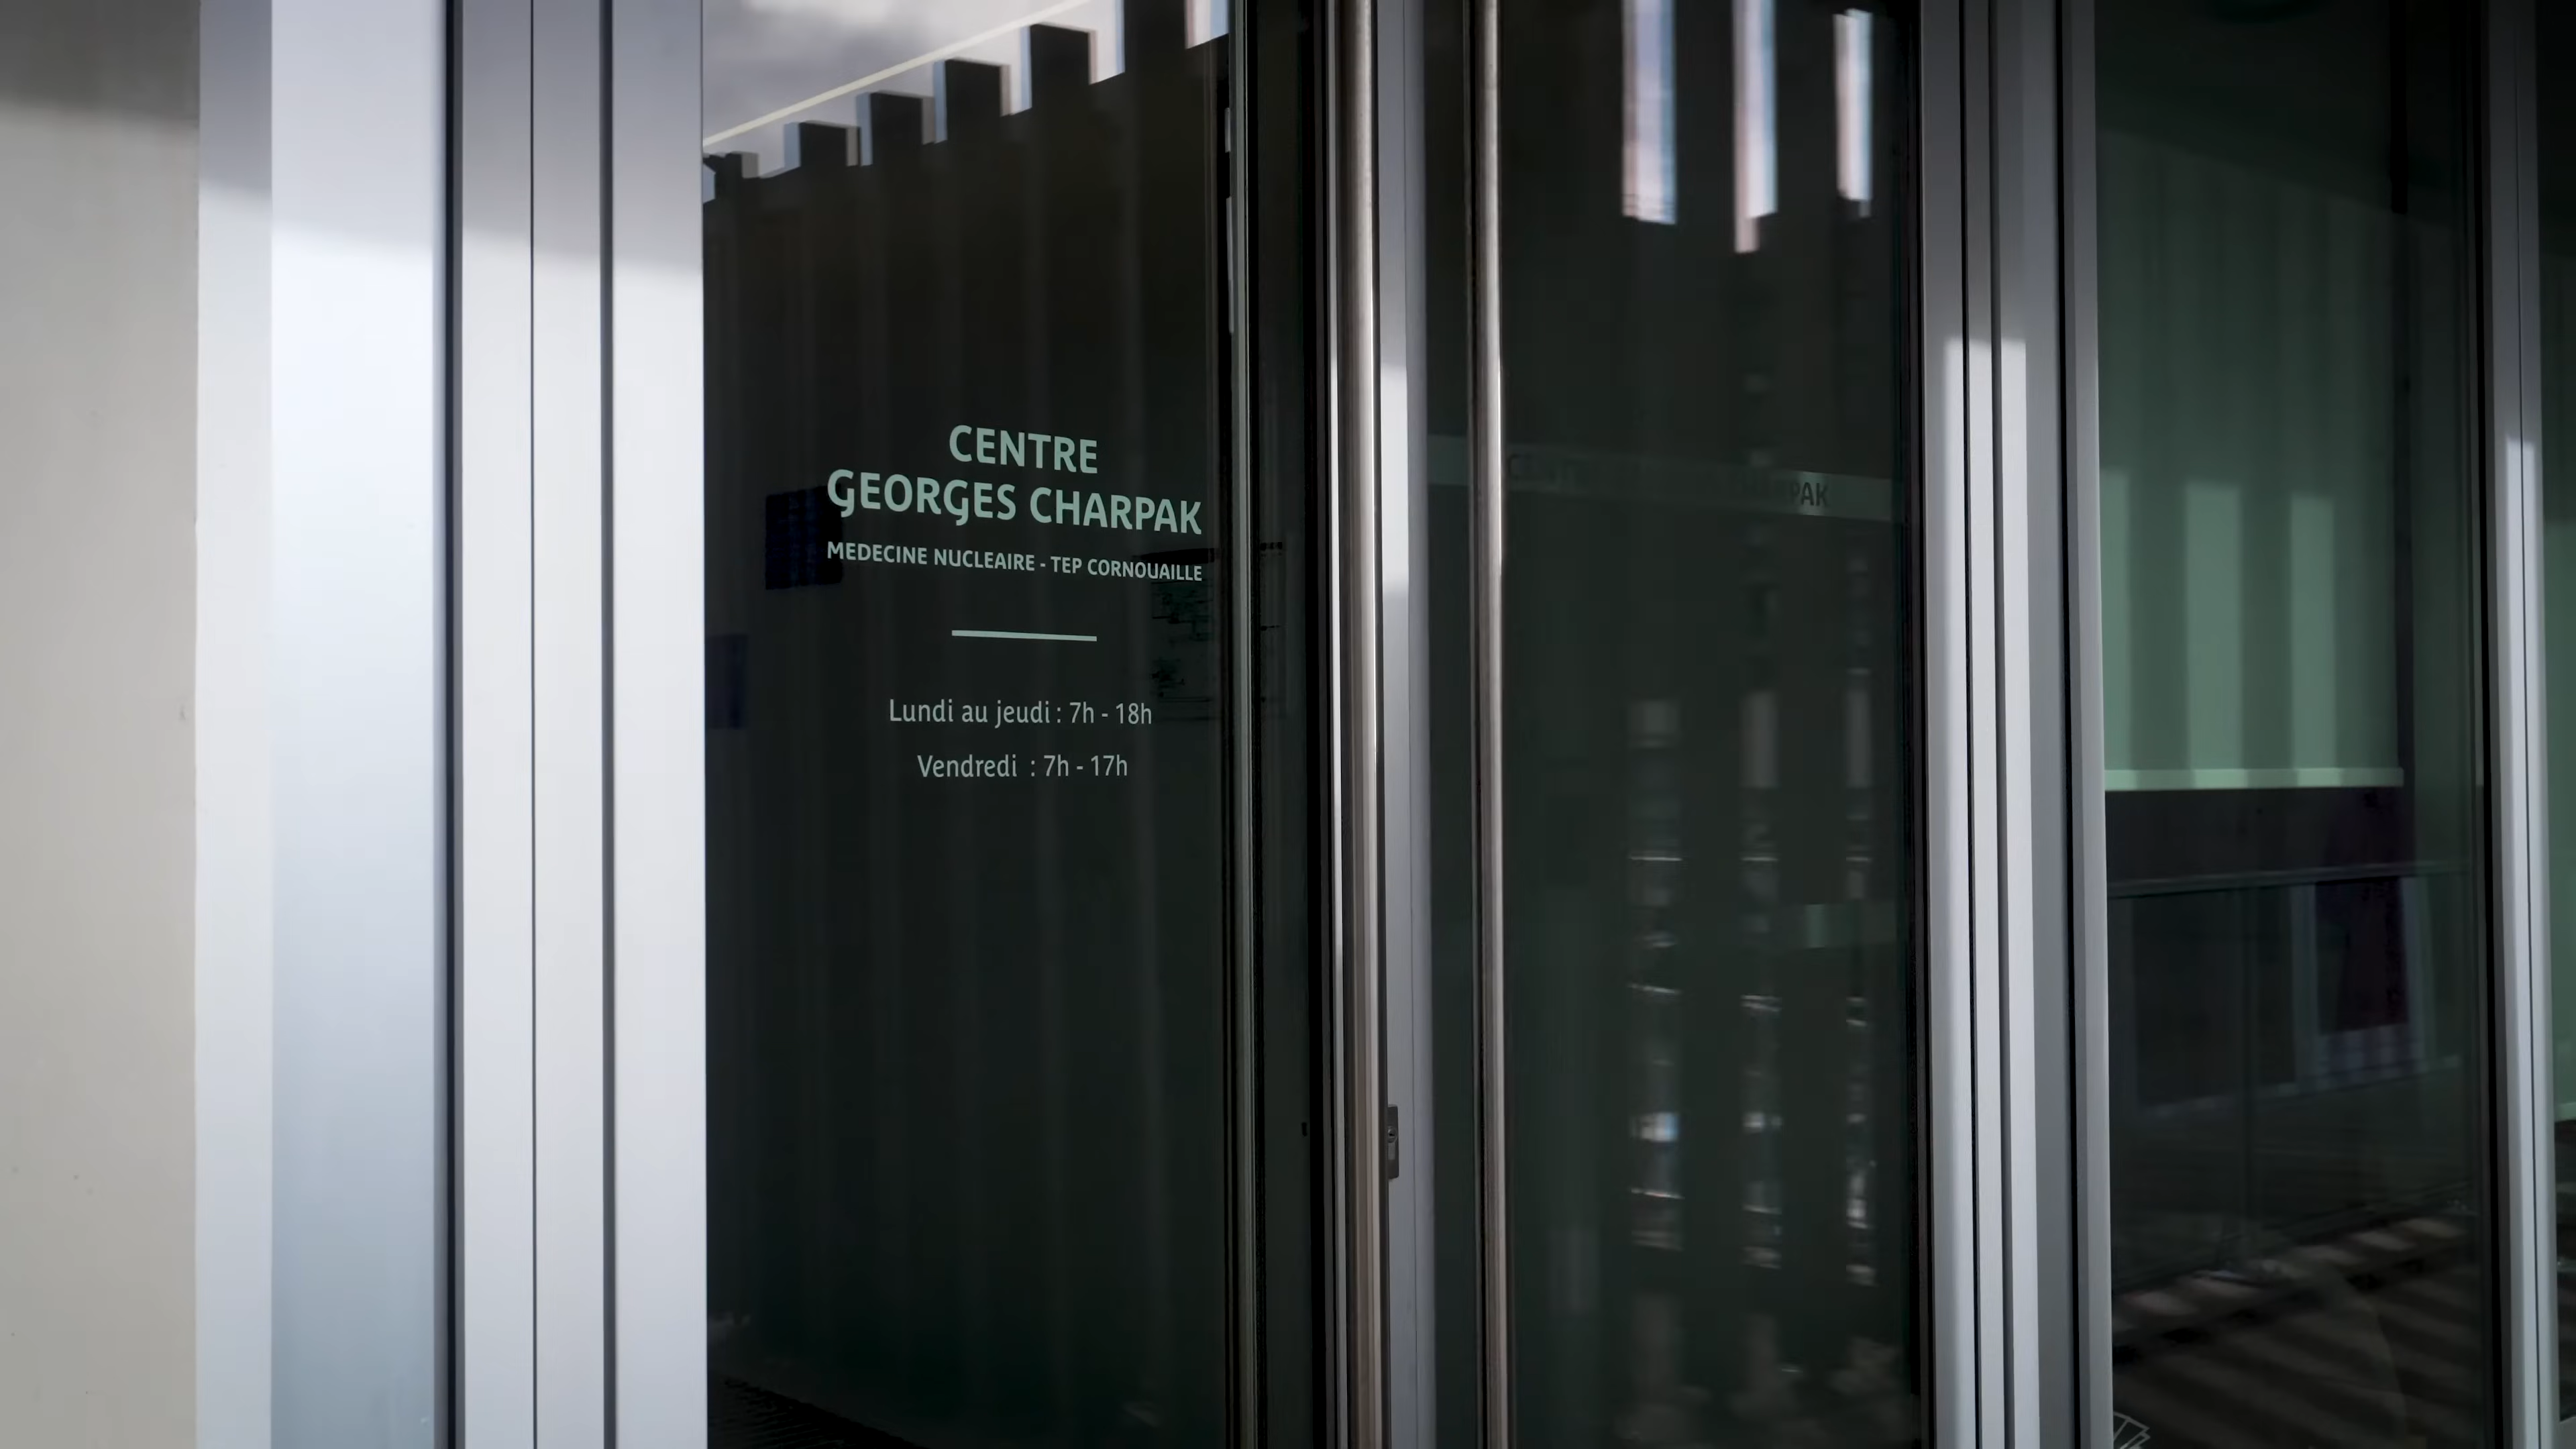 CENTRE
GEORGES CHARPAK
MEDECINE NUCLEAIRE - TEP CORNOUAILLE
Lundi au jeudi : 7h - 18h
Vendredi : 7h - 17h